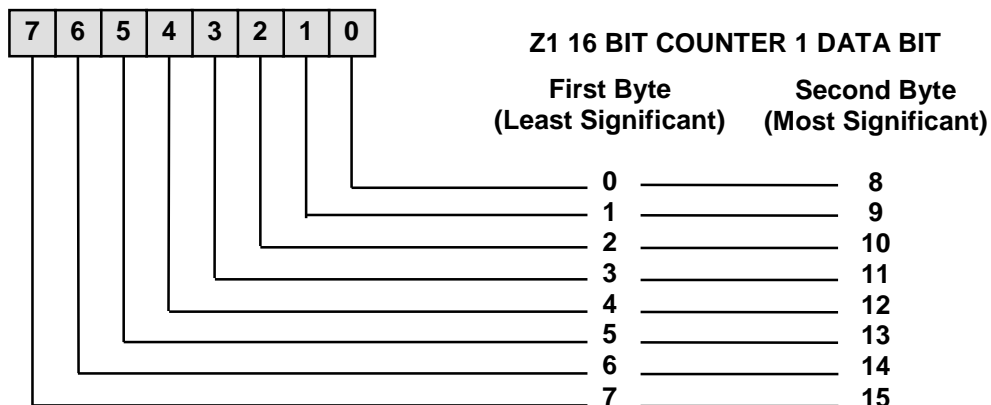 7 6 5 4 3 2 1 0
Z1 16 BIT COUNTER 1 DATA BIT
First Byte Second Byte
(Least Significant) (Most Significant)
0 8
1 9
2 10
3 11
4 12
5 13
6 14
7 15